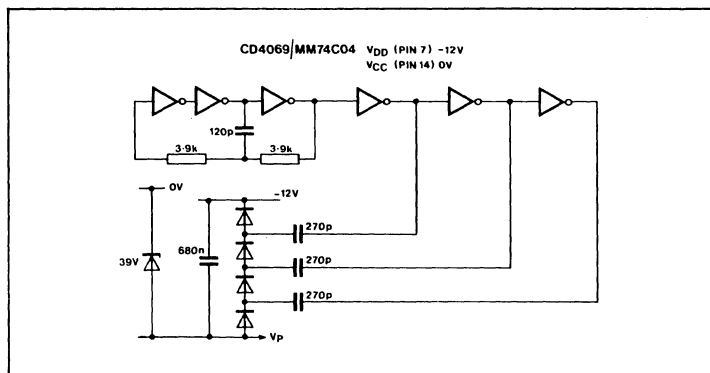 CD4069/MM74C04 VDD (PIN 7) -12V
VCC (PIN 14) 0V
120p
3·9k 3·9k
0V
-12V
270p
39V
680n
270p
270p
Vp